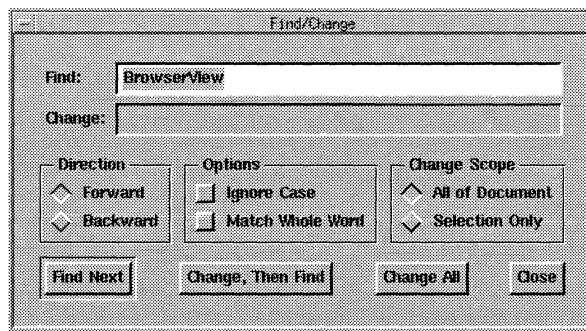 Find/Change
Find: BrowserView
Change:
Direction Options Change Scope
Forward Ignore Case All of Document
Backward Match Whole Word Selection Only
Find Next Change, Then Find Change All Close